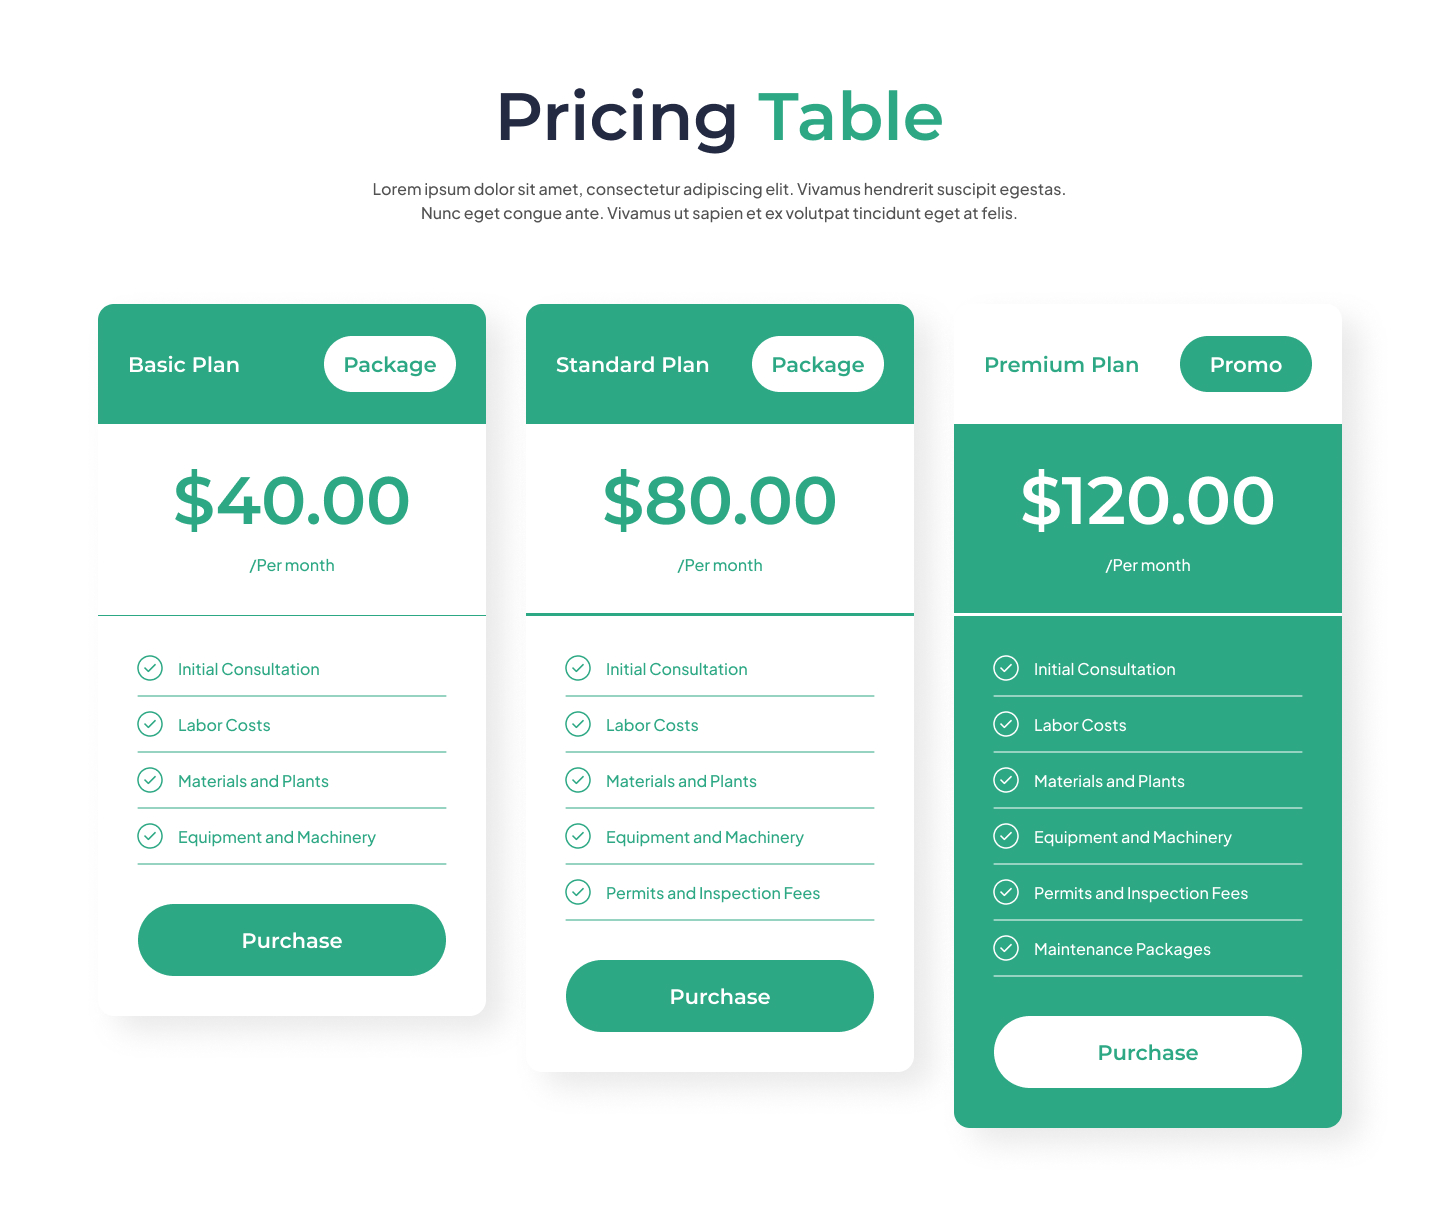 Pricing Table
Lorem ipsum dolor sit amet, consectetur adipiscing elit. Vivamus hendrerit suscipit egestas.
Nunc eget congue ante. Vivamus ut sapien et ex volutpat tincidunt eget at felis.
Basic Plan
Package
$40.00
/Per month
Initial Consultation
Labor Costs
Materials and Plants
Equipment and Machinery
Purchase
Standard Plan
Package
$80.00
/Per month
Initial Consultation
Labor Costs
Materials and Plants
Equipment and Machinery
Permits and Inspection Fees
Purchase
Premium Plan
Promo
$120.00
/Per month
Initial Consultation
Labor Costs
Materials and Plants
Equipment and Machinery
Permits and Inspection Fees
Maintenance Packages
Purchase